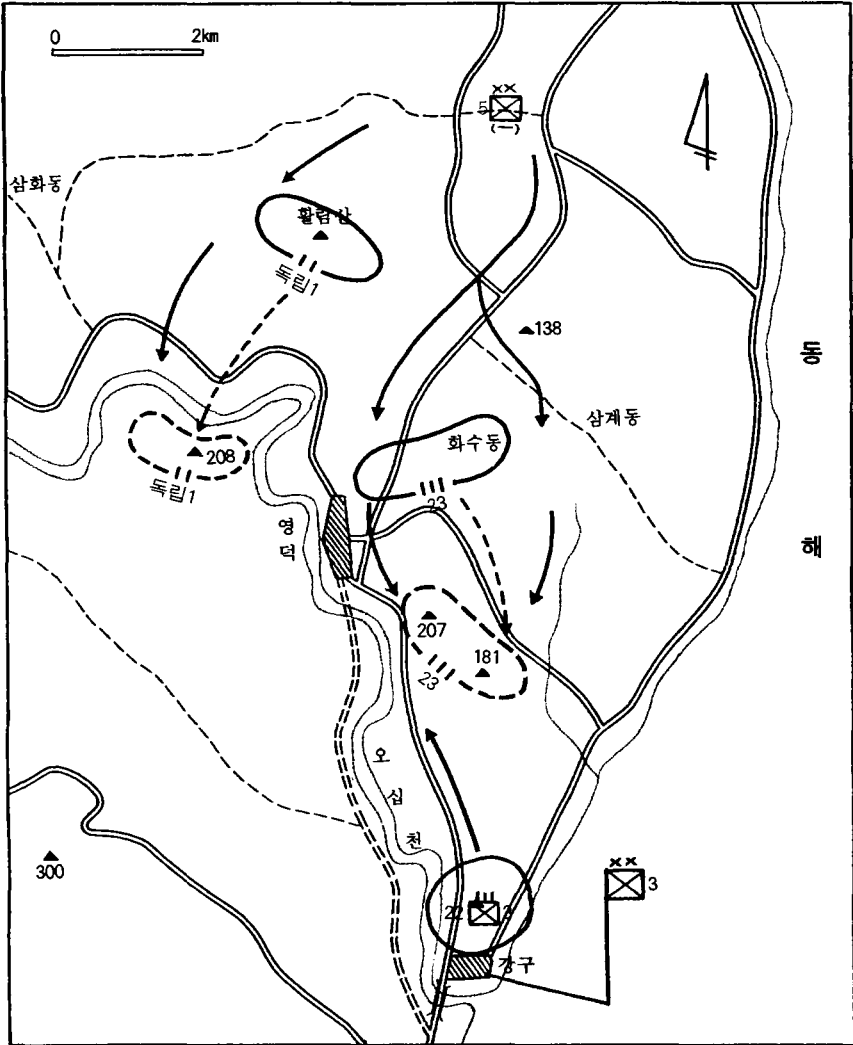 0 2km
×× 5 (−)
삼화동
활람산
독립1
138
동
해
삼계동
화수동
23
208
독립1
영덕
207
181
23
오십천
300
×× 3
22 3
강구